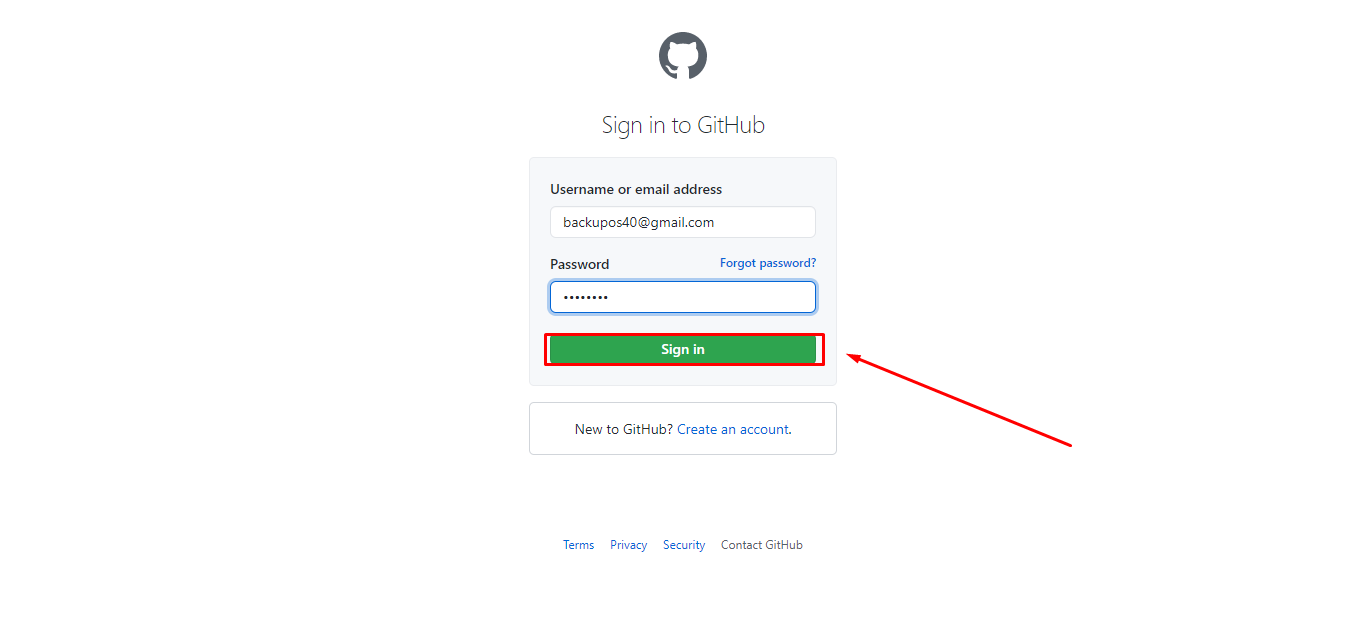 Sign in to GitHub
Username or email address
backupos40@gmail.com
Password Forgot password?
••••••••
Sign in
New to GitHub? Create an account.
Terms Privacy Security Contact GitHub